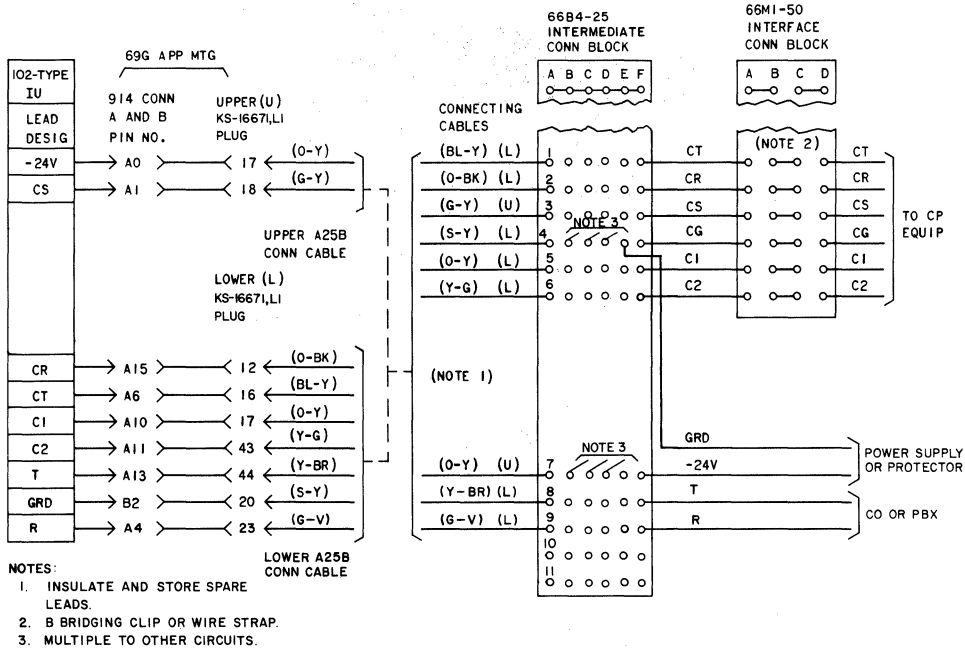 102-TYPE
IU
LEAD
DESIG
-24V
CS
CR
CT
C1
C2
T
GRD
R
69G APP MTG
914 CONN
A AND B
PIN NO.
UPPER (U)
KS-16671,L1
PLUG
A0 17 (O-Y)
A1 18 (G-Y)
UPPER A25B
CONN CABLE
LOWER (L)
KS-16671,L1
PLUG
A15 12 (O-BK)
A6 16 (BL-Y)
A10 17 (O-Y)
A11 43 (Y-G)
A13 44 (Y-BR)
B2 20 (S-Y)
A4 23 (G-V)
LOWER A25B
CONN CABLE
CONNECTING
CABLES
(BL-Y) (L)
(O-BK) (L)
(G-Y) (U)
(S-Y) (L)
(O-Y) (L)
(Y-G) (L)
(NOTE 1)
(O-Y) (U)
(Y-BR) (L)
(G-V) (L)
66B4-25
INTERMEDIATE
CONN BLOCK
A B C D E F
1
2
3
NOTE 3
4
5
6
NOTE 3
7
8
9
10
11
66M1-50
INTERFACE
CONN BLOCK
A B C D
(NOTE 2)
CT CT
CR CR
CS CS
CG CG
C1 C1
C2 C2
TO CP
EQUIP
GRD
-24V
T
R
POWER SUPPLY
OR PROTECTOR
CO OR PBX
NOTES:
1. INSULATE AND STORE SPARE
LEADS.
2. B BRIDGING CLIP OR WIRE STRAP.
3. MULTIPLE TO OTHER CIRCUITS.